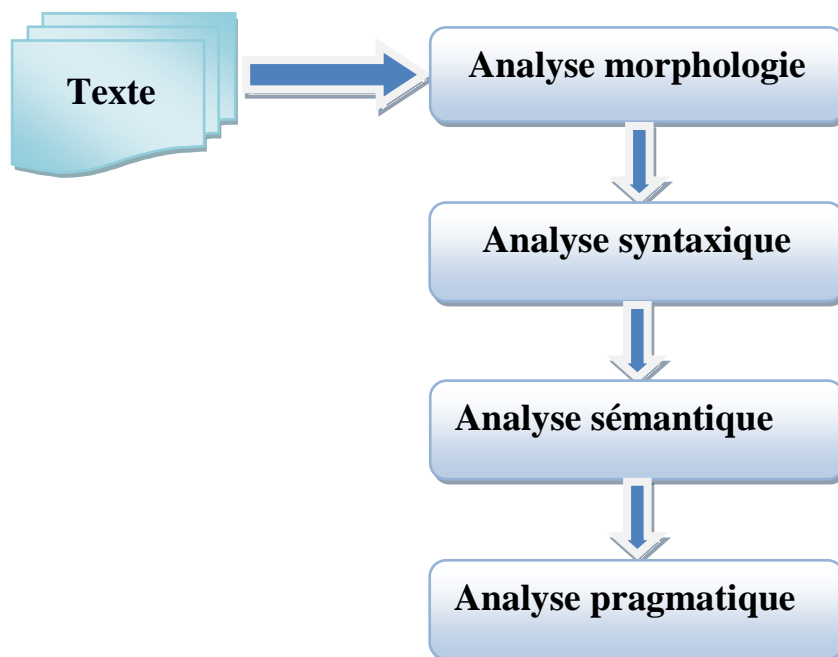 Texte
Analyse morphologie
Analyse syntaxique
Analyse sémantique
Analyse pragmatique